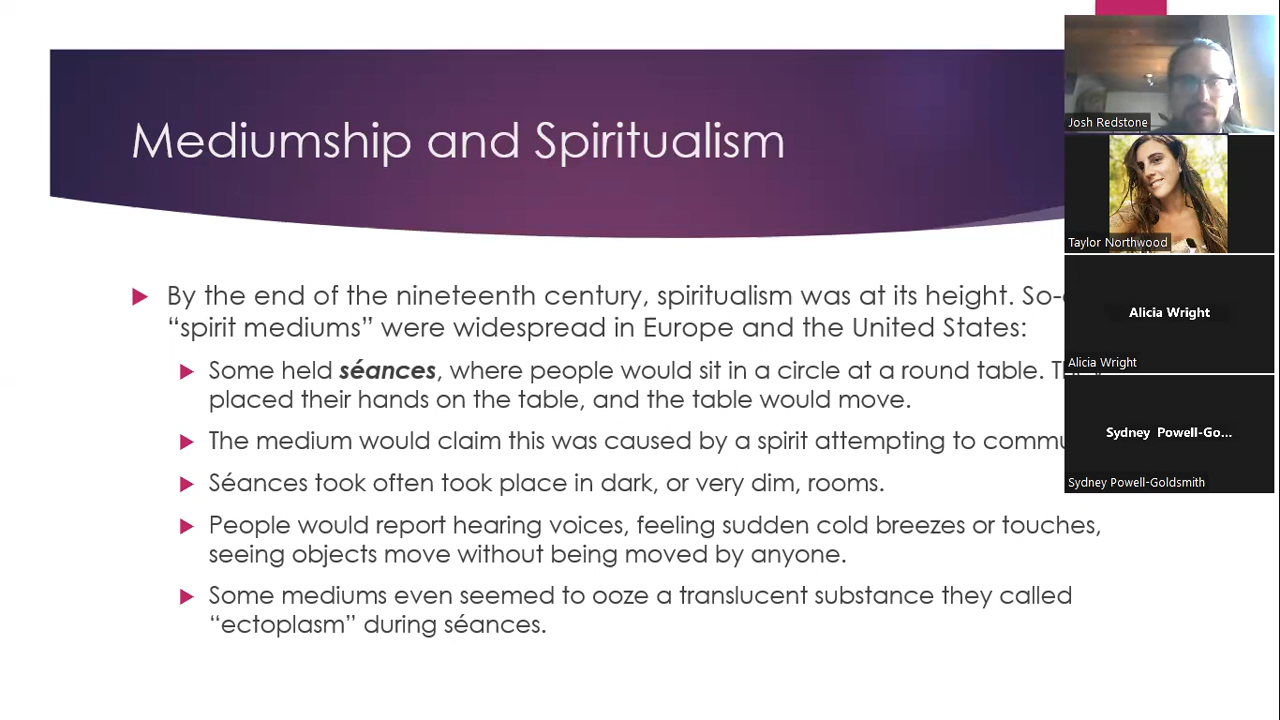 Mediumship and Spiritualism
By the end of the nineteenth century, spiritualism was at its height. So-
“spirit mediums” were widespread in Europe and the United States:
Some held séances, where people would sit in a circle at a round table.
placed their hands on the table, and the table would move.
The medium would claim this was caused by a spirit attempting to commu
Séances took often took place in dark, or very dim, rooms.
People would report hearing voices, feeling sudden cold breezes or touches,
seeing objects move without being moved by anyone.
Some mediums even seemed to ooze a translucent substance they called
“ectoplasm” during séances.
Josh Redstone
Taylor Northwood
Alicia Wright
Alicia Wright
Sydney Powell-Go...
Sydney Powell-Goldsmith